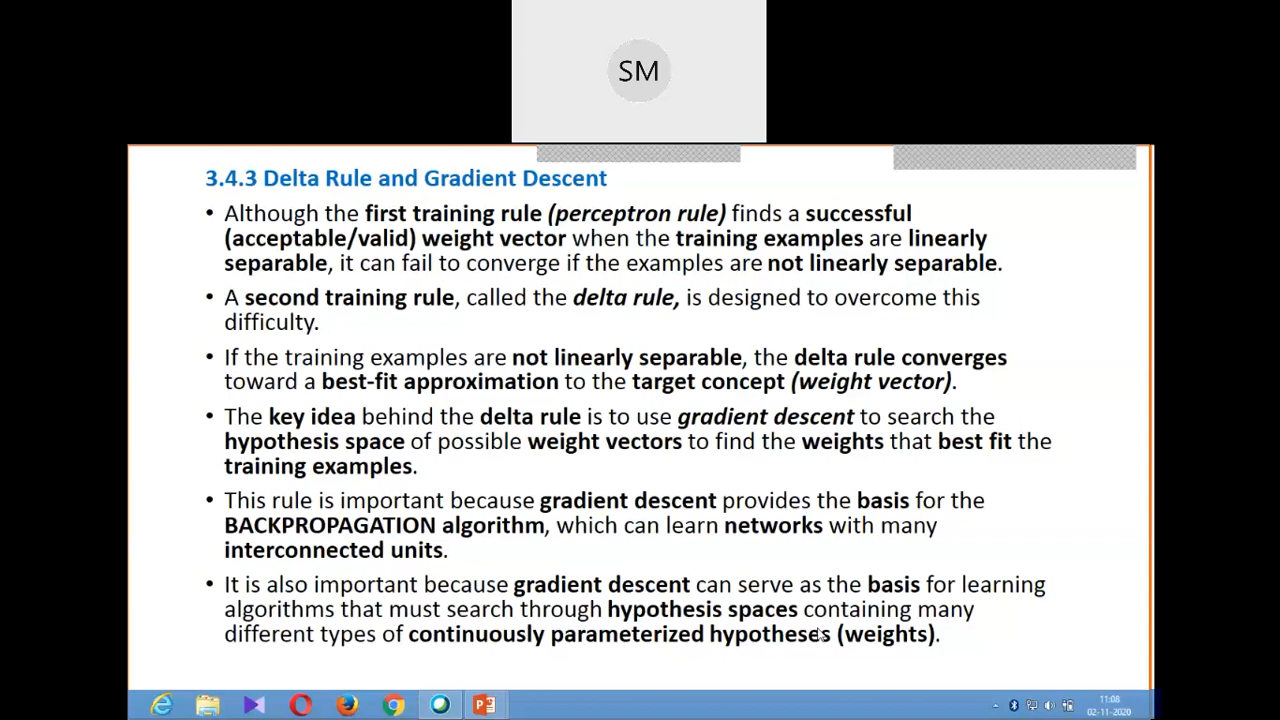 SM
3.4.3 Delta Rule and Gradient Descent
• Although the first training rule (perceptron rule) finds a successful
(acceptable/valid) weight vector when the training examples are linearly
separable, it can fail to converge if the examples are not linearly separable.
• A second training rule, called the delta rule, is designed to overcome this
difficulty.
• If the training examples are not linearly separable, the delta rule converges
toward a best-fit approximation to the target concept (weight vector).
• The key idea behind the delta rule is to use gradient descent to search the
hypothesis space of possible weight vectors to find the weights that best fit the
training examples.
• This rule is important because gradient descent provides the basis for the
BACKPROPAGATION algorithm, which can learn networks with many
interconnected units.
• It is also important because gradient descent can serve as the basis for learning
algorithms that must search through hypothesis spaces containing many
different types of continuously parameterized hypotheses (weights).
11:08
02-11-2020